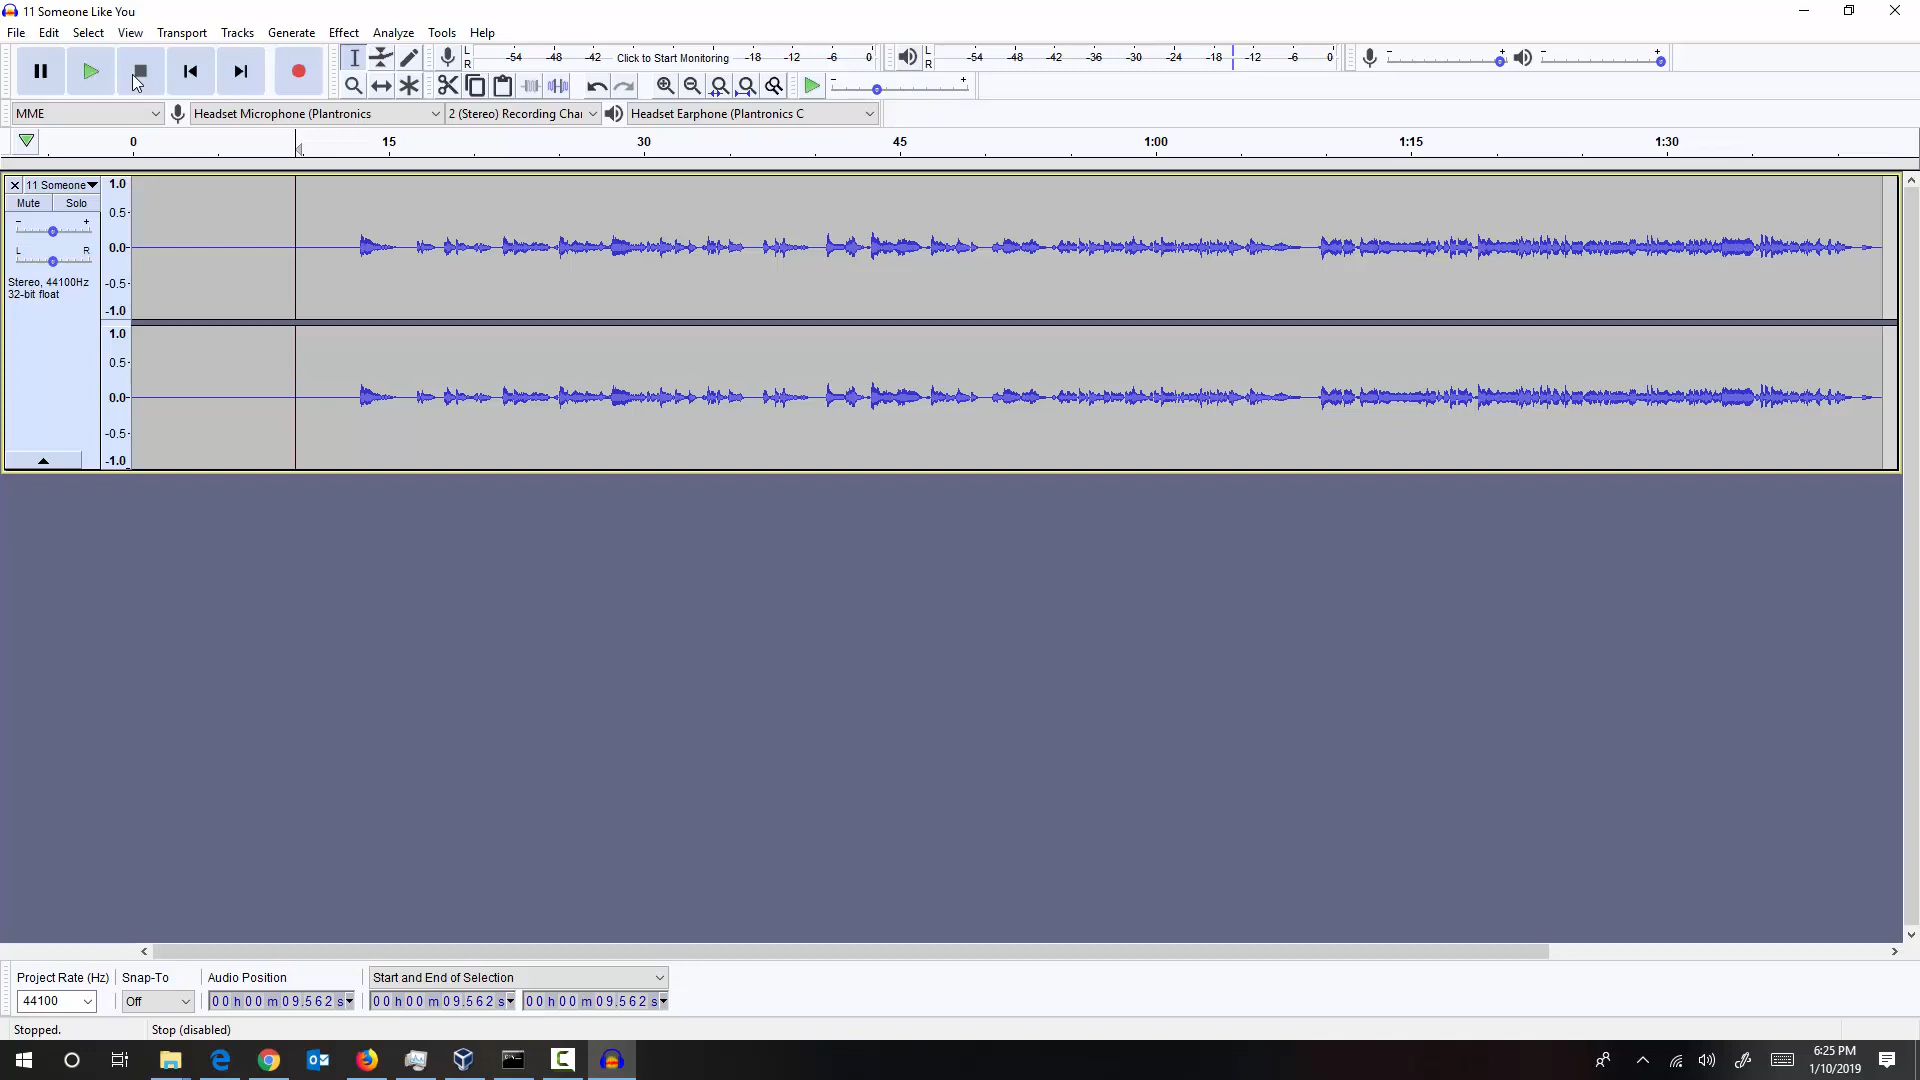 11 Someone Like You
File Edit Select View Transport Tracks Generate Effect Analyze Tools Help
L
R
-54 -48 -42 Click to Start Monitoring -18 -12 -6 0
L
R
-54 -48 -42 -36 -30 -24 -18 -12 -6 0
- +
- +
- +
MME
Headset Microphone (Plantronics
2 (Stereo) Recording Char
Headset Earphone (Plantronics C
0 15 30 45 1:00 1:15 1:30
11 Someone
Mute Solo
- +
L R
Stereo, 44100Hz
32-bit float
1.0
0.5
0.0
-0.5
-1.0
1.0
0.5
0.0
-0.5
-1.0
Project Rate (Hz) Snap-To Audio Position Start and End of Selection
44100 Off 00 h 00 m 09.562 s 00 h 00 m 09.562 s 00 h 00 m 09.562 s
Stopped. Stop (disabled)
6:25 PM
1/10/2019